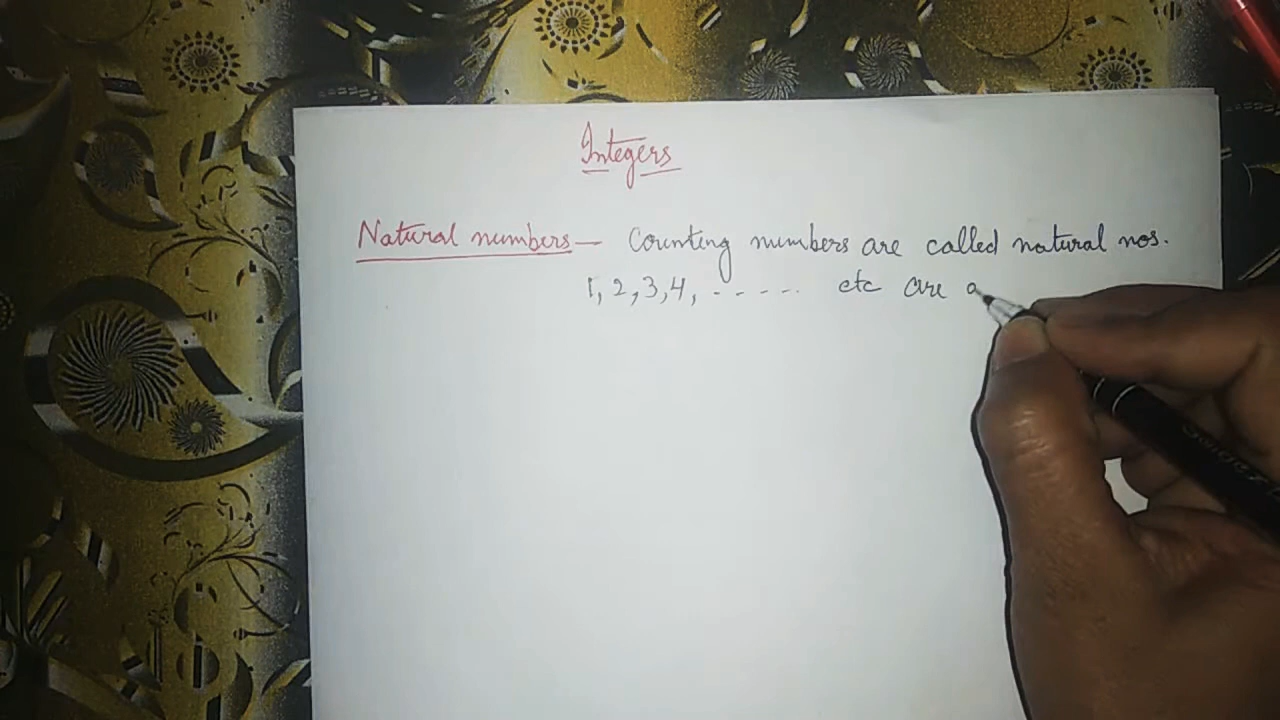 Integers
Natural numbers — Counting numbers are called natural nos.
1, 2, 3, 4, - - - - - etc are a